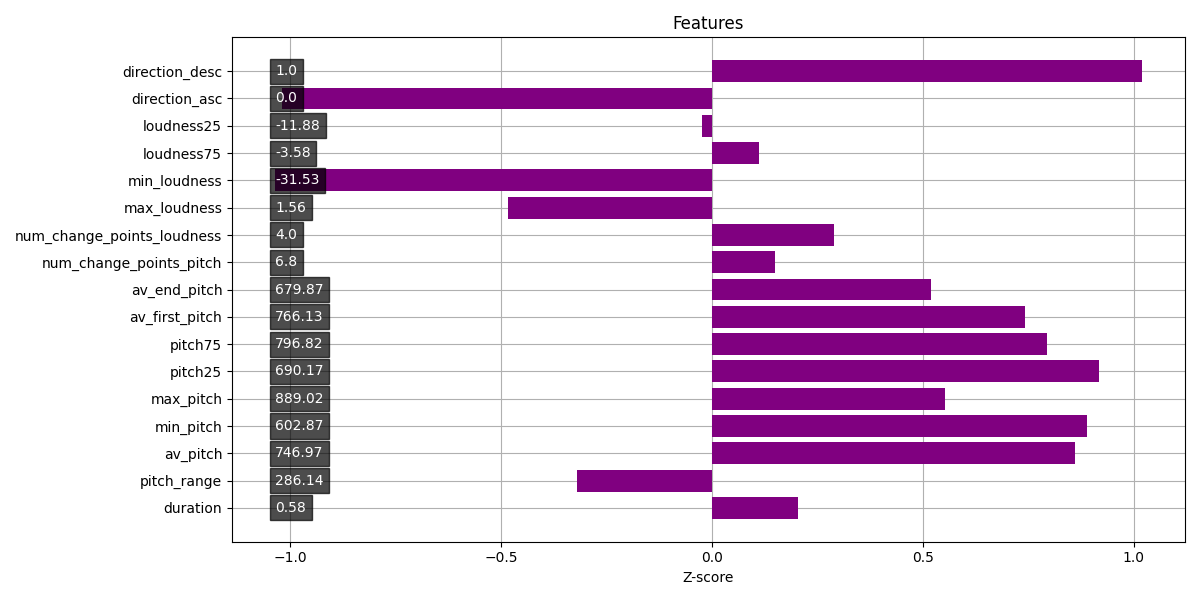 Features
direction_desc 1.0
direction_asc 0.0
loudness25 -11.88
loudness75 -3.58
min_loudness -31.53
max_loudness 1.56
num_change_points_loudness 4.0
num_change_points_pitch 6.8
av_end_pitch 679.87
av_first_pitch 766.13
pitch75 796.82
pitch25 690.17
max_pitch 889.02
min_pitch 602.87
av_pitch 746.97
pitch_range 286.14
duration 0.58
−1.0 −0.5 0.0 0.5 1.0
Z-score